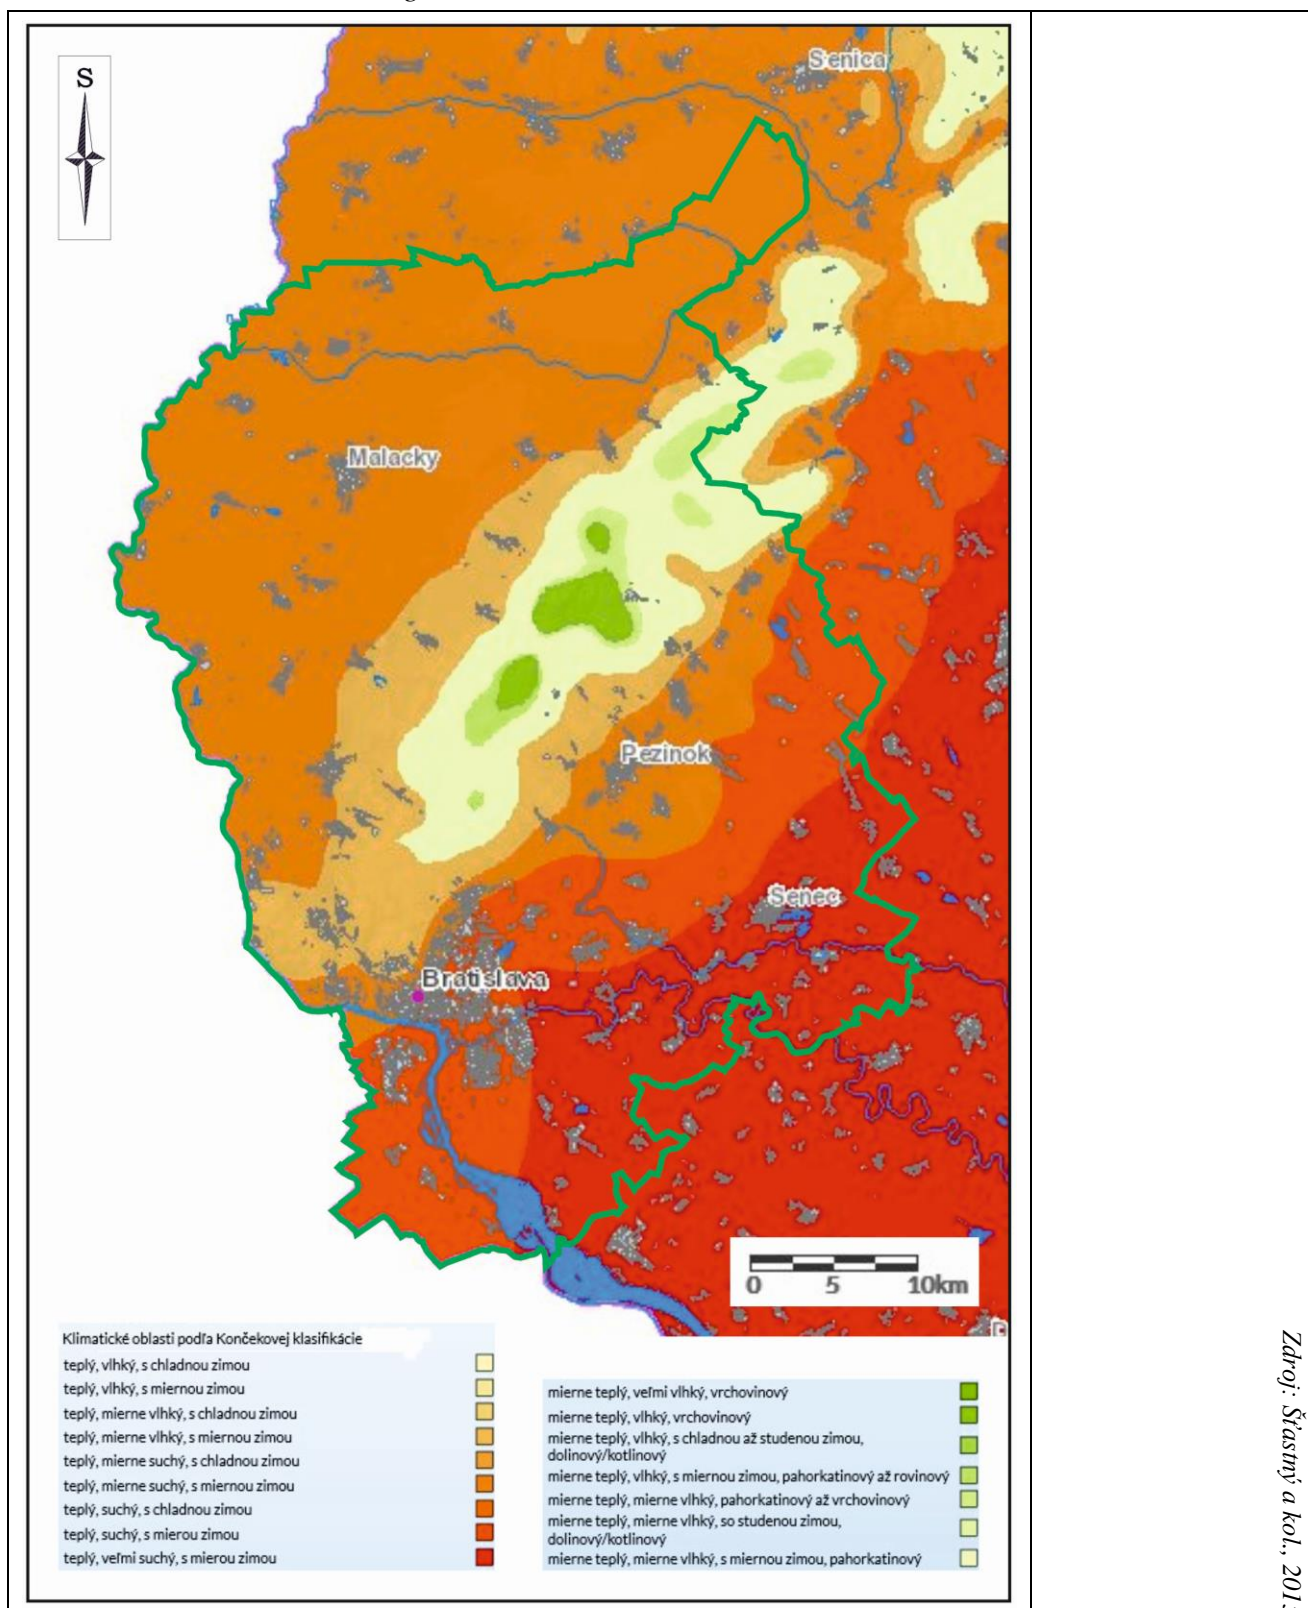 S
Senica
Malacky
Pezinok
Senec
Bratislava
0 5 10km
Klimatické oblasti podľa Končekovej klasifikácie
teplý, vlhký, s chladnou zimou
teplý, vlhký, s miernou zimou
teplý, mierne vlhký, s chladnou zimou
teplý, mierne vlhký, s miernou zimou
teplý, mierne suchý, s chladnou zimou
teplý, mierne suchý, s miernou zimou
teplý, suchý, s chladnou zimou
teplý, suchý, s mierou zimou
teplý, veľmi suchý, s mierou zimou
mierne teplý, veľmi vlhký, vrchovinový
mierne teplý, vlhký, vrchovinový
mierne teplý, vlhký, s chladnou až studenou zimou,
dolinový/kotlinový
mierne teplý, vlhký, s miernou zimou, pahorkatinový až rovinový
mierne teplý, mierne vlhký, pahorkatinový až vrchovinový
mierne teplý, mierne vlhký, so studenou zimou,
dolinový/kotlinový
mierne teplý, mierne vlhký, s miernou zimou, pahorkatinový
Zdroj: Šťastný a kol., 201